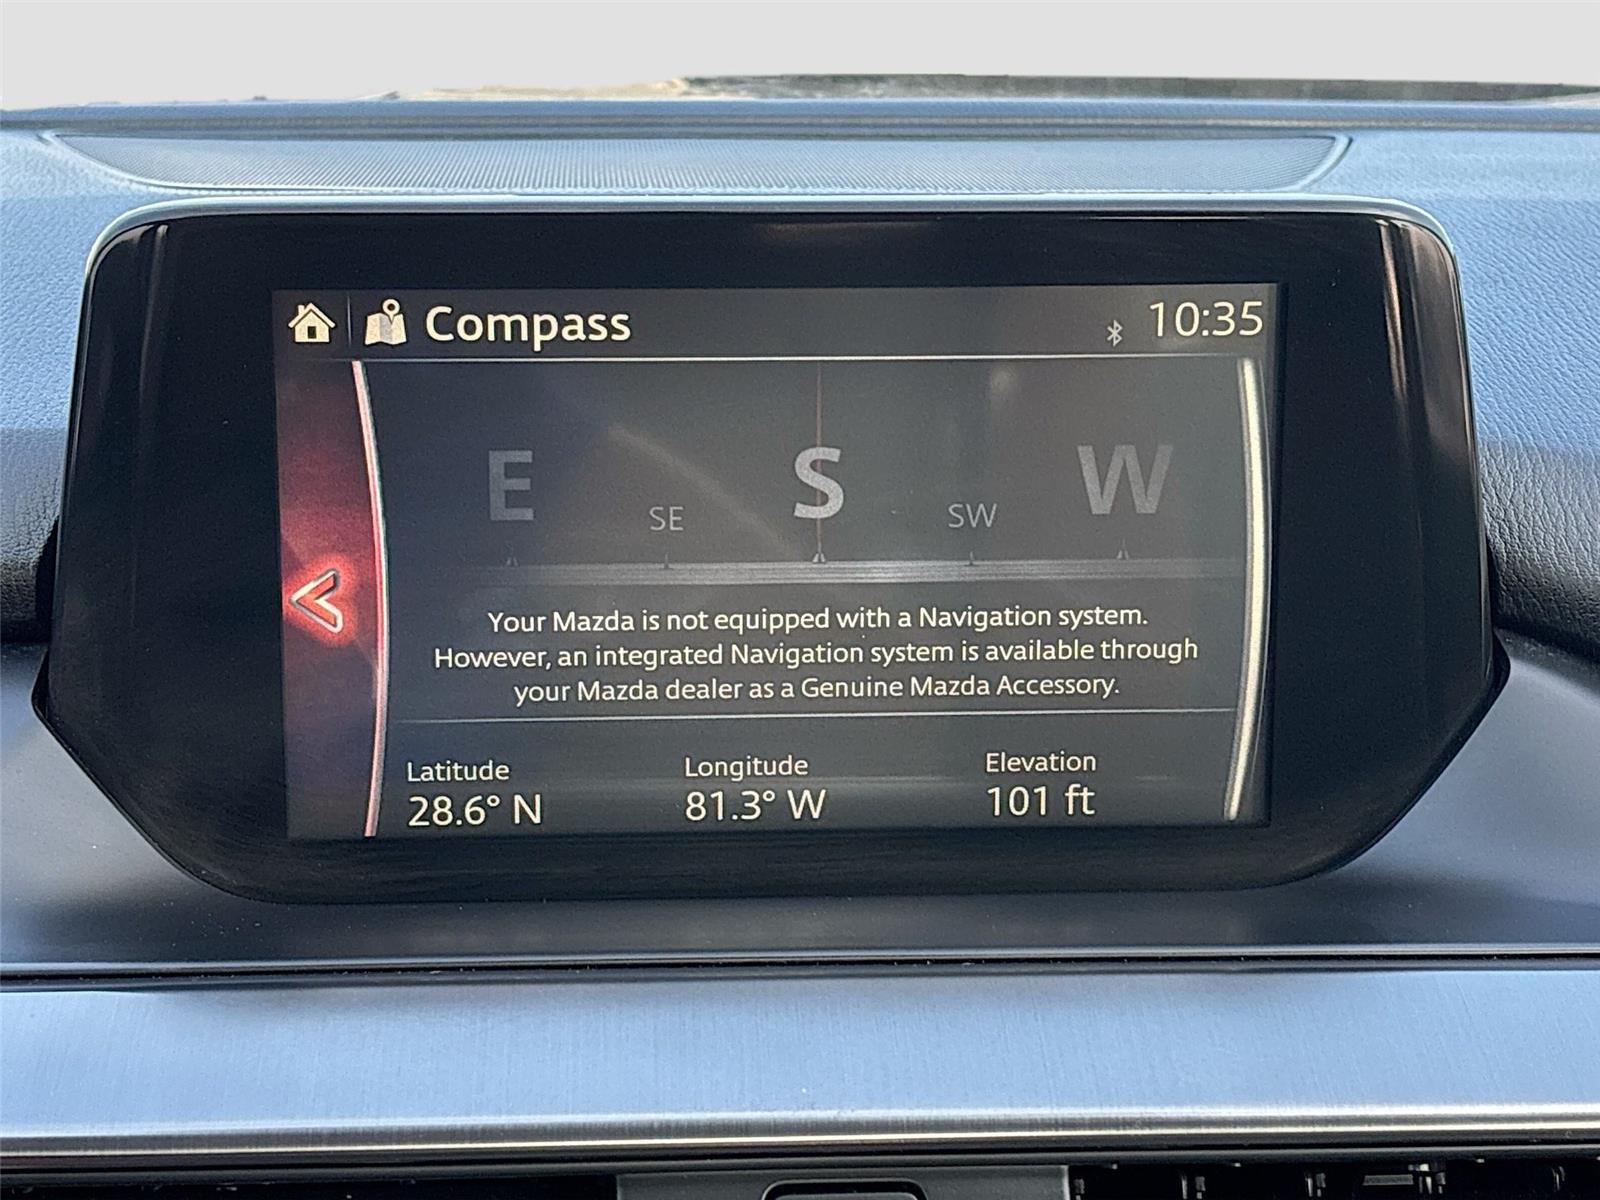 Compass 10:35
E SE S SW W
Your Mazda is not equipped with a Navigation system.
However, an integrated Navigation system is available through
your Mazda dealer as a Genuine Mazda Accessory.
Latitude Longitude Elevation
28.6° N 81.3° W 101 ft